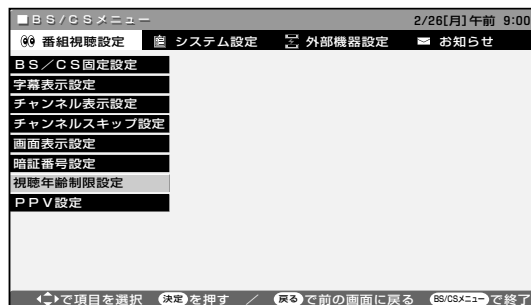 ■BS/CSメニュー 2/26[月]午前 9:00
番組視聴設定 システム設定 外部機器設定 お知らせ
BS/CS固定設定
字幕表示設定
チャンネル表示設定
チャンネルスキップ設定
画面表示設定
暗証番号設定
視聴年齢制限設定
PPV設定
で項目を選択 決定を押す / 戻るで前の画面に戻る BS/CSメニューで終了